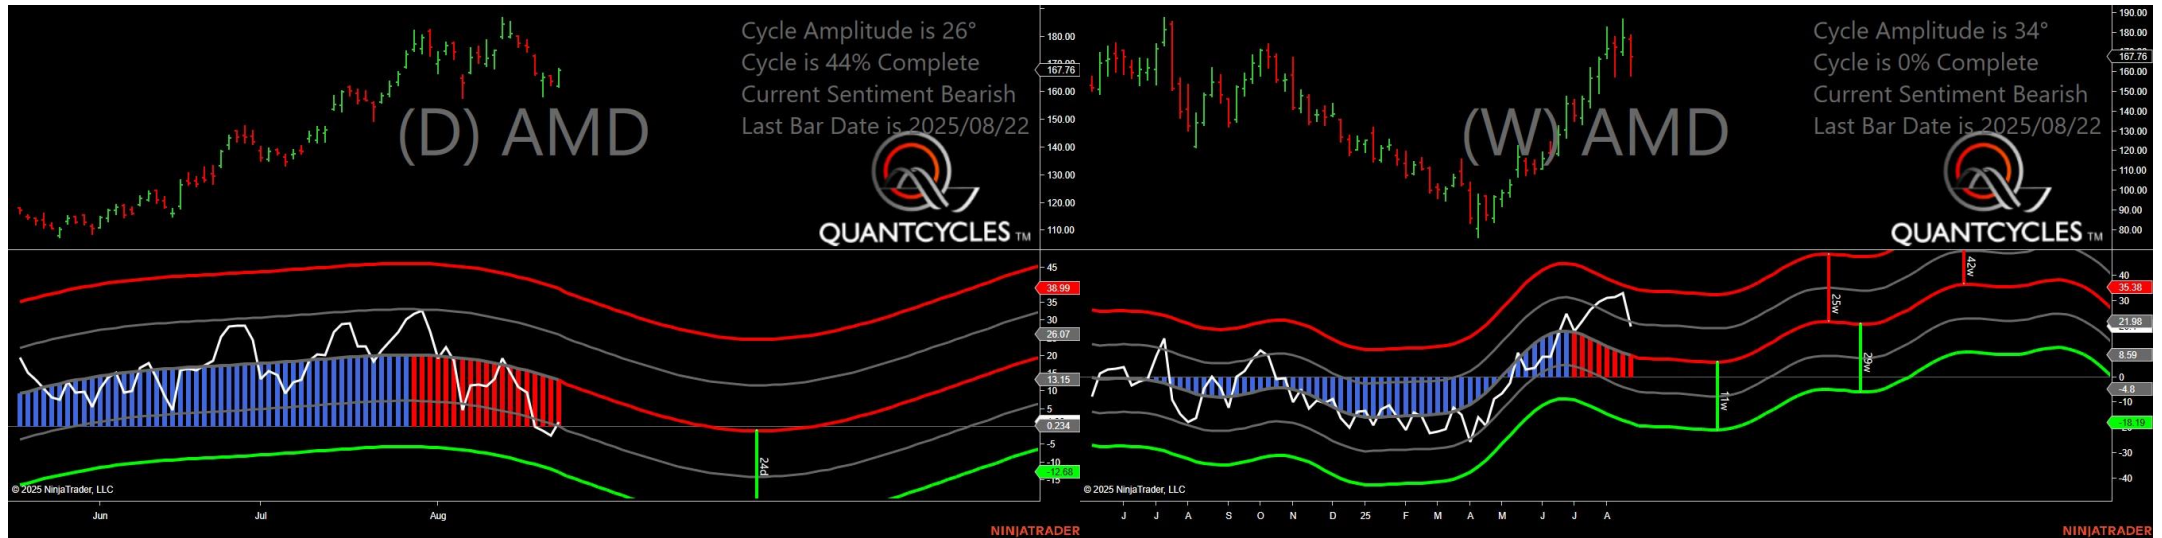 Cycle Amplitude is 26°
Cycle is 44% Complete
Current Sentiment Bearish
Last Bar Date is 2025/08/22
(D) AMD
QUANTCYCLES TM
180.00
167.76
150.00
140.00
130.00
120.00
110.00
45
38.99
35
30
26.07
20
15
13.15
10
5
0.234
-5
-10
-12.68
-15
24d
© 2025 NinjaTrader, LLC
Jun Jul Aug
NINJATRADER
Cycle Amplitude is 34°
Cycle is 0% Complete
Current Sentiment Bearish
Last Bar Date is 2025/08/22
(W) AMD
QUANTCYCLES TM
190.00
180.00
167.76
160.00
150.00
140.00
130.00
120.00
110.00
100.00
90.00
80.00
40
35.38
30
21.98
8.59
0
-4.8
-10
-18.19
-30
-40
25w
42w
11w
29w
© 2025 NinjaTrader, LLC
J J A S O N D 25 F M A M J J A
NINJATRADER